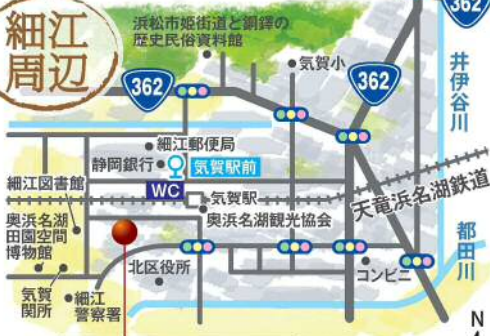 細江
周辺
浜松市姫街道と銅鐸の
歴史民俗資料館
362
362
362
気賀小
井伊谷川
細江郵便局
静岡銀行
気賀駅前
WC
細江図書館
気賀駅
奥浜名湖観光協会
天竜浜名湖鉄道
奥浜名湖
田園空間
博物館
都田川
北区役所
コンビニ
気賀
関所
細江
警察署
N
4